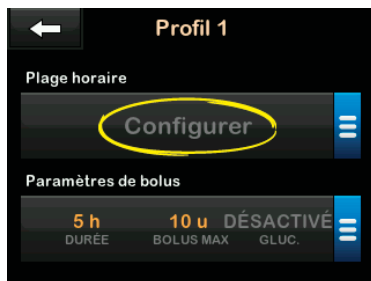 Profil 1
Plage horaire
Configurer
Paramètres de bolus
5 h 10 u DÉSACTIVÉ
DURÉE BOLUS MAX GLUC.